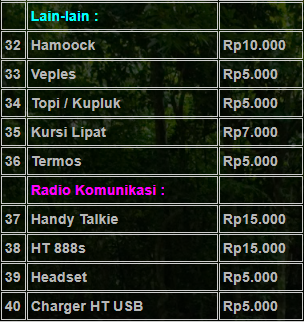 Lain-lain :
32 Hamoock Rp10.000
33 Veples Rp5.000
34 Topi / Kupluk Rp5.000
35 Kursi Lipat Rp7.000
36 Termos Rp5.000
Radio Komunikasi :
37 Handy Talkie Rp15.000
38 HT 888s Rp15.000
39 Headset Rp5.000
40 Charger HT USB Rp5.000